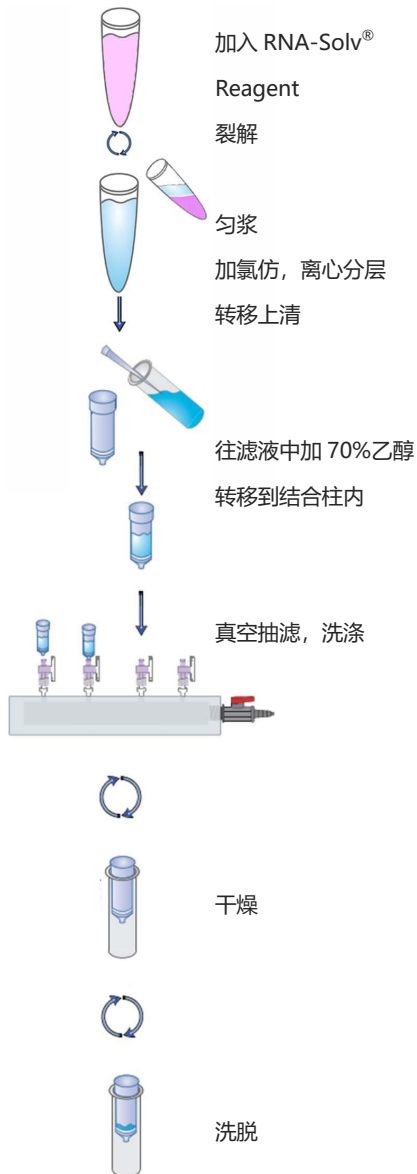 加入 RNA-Solv®
Reagent
裂解
匀浆
加氯仿，离心分层
转移上清
往滤液中加 70%乙醇
转移到结合柱内
真空抽滤，洗涤
干燥
洗脱